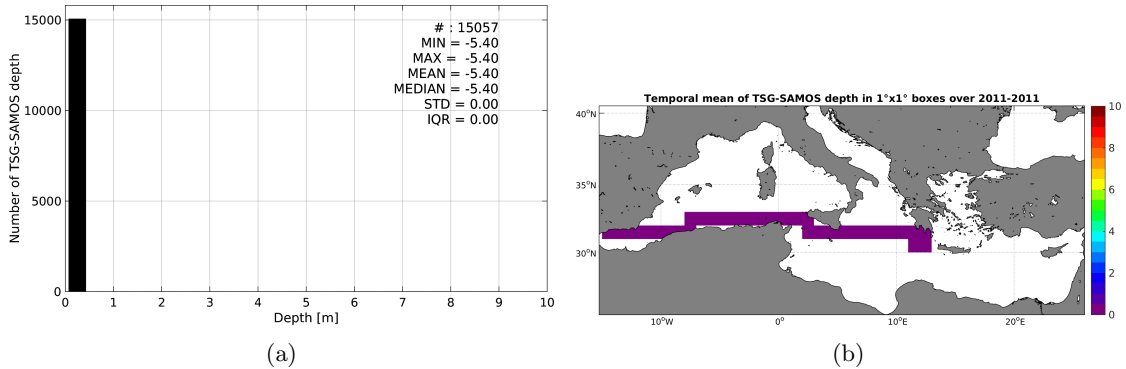 15000
10000
5000
0
Number of TSG-SAMOS depth
# : 15057
MIN = -5.40
MAX = -5.40
MEAN = -5.40
MEDIAN = -5.40
STD = 0.00
IQR = 0.00
0 1 2 3 4 5 6 7 8 9 10
Depth [m]
(a)
Temporal mean of TSG-SAMOS depth in 1°x1° boxes over 2011-2011
40°N
35°N
30°N
10°W 0° 10°E 20°E
10
8
6
4
2
0
(b)